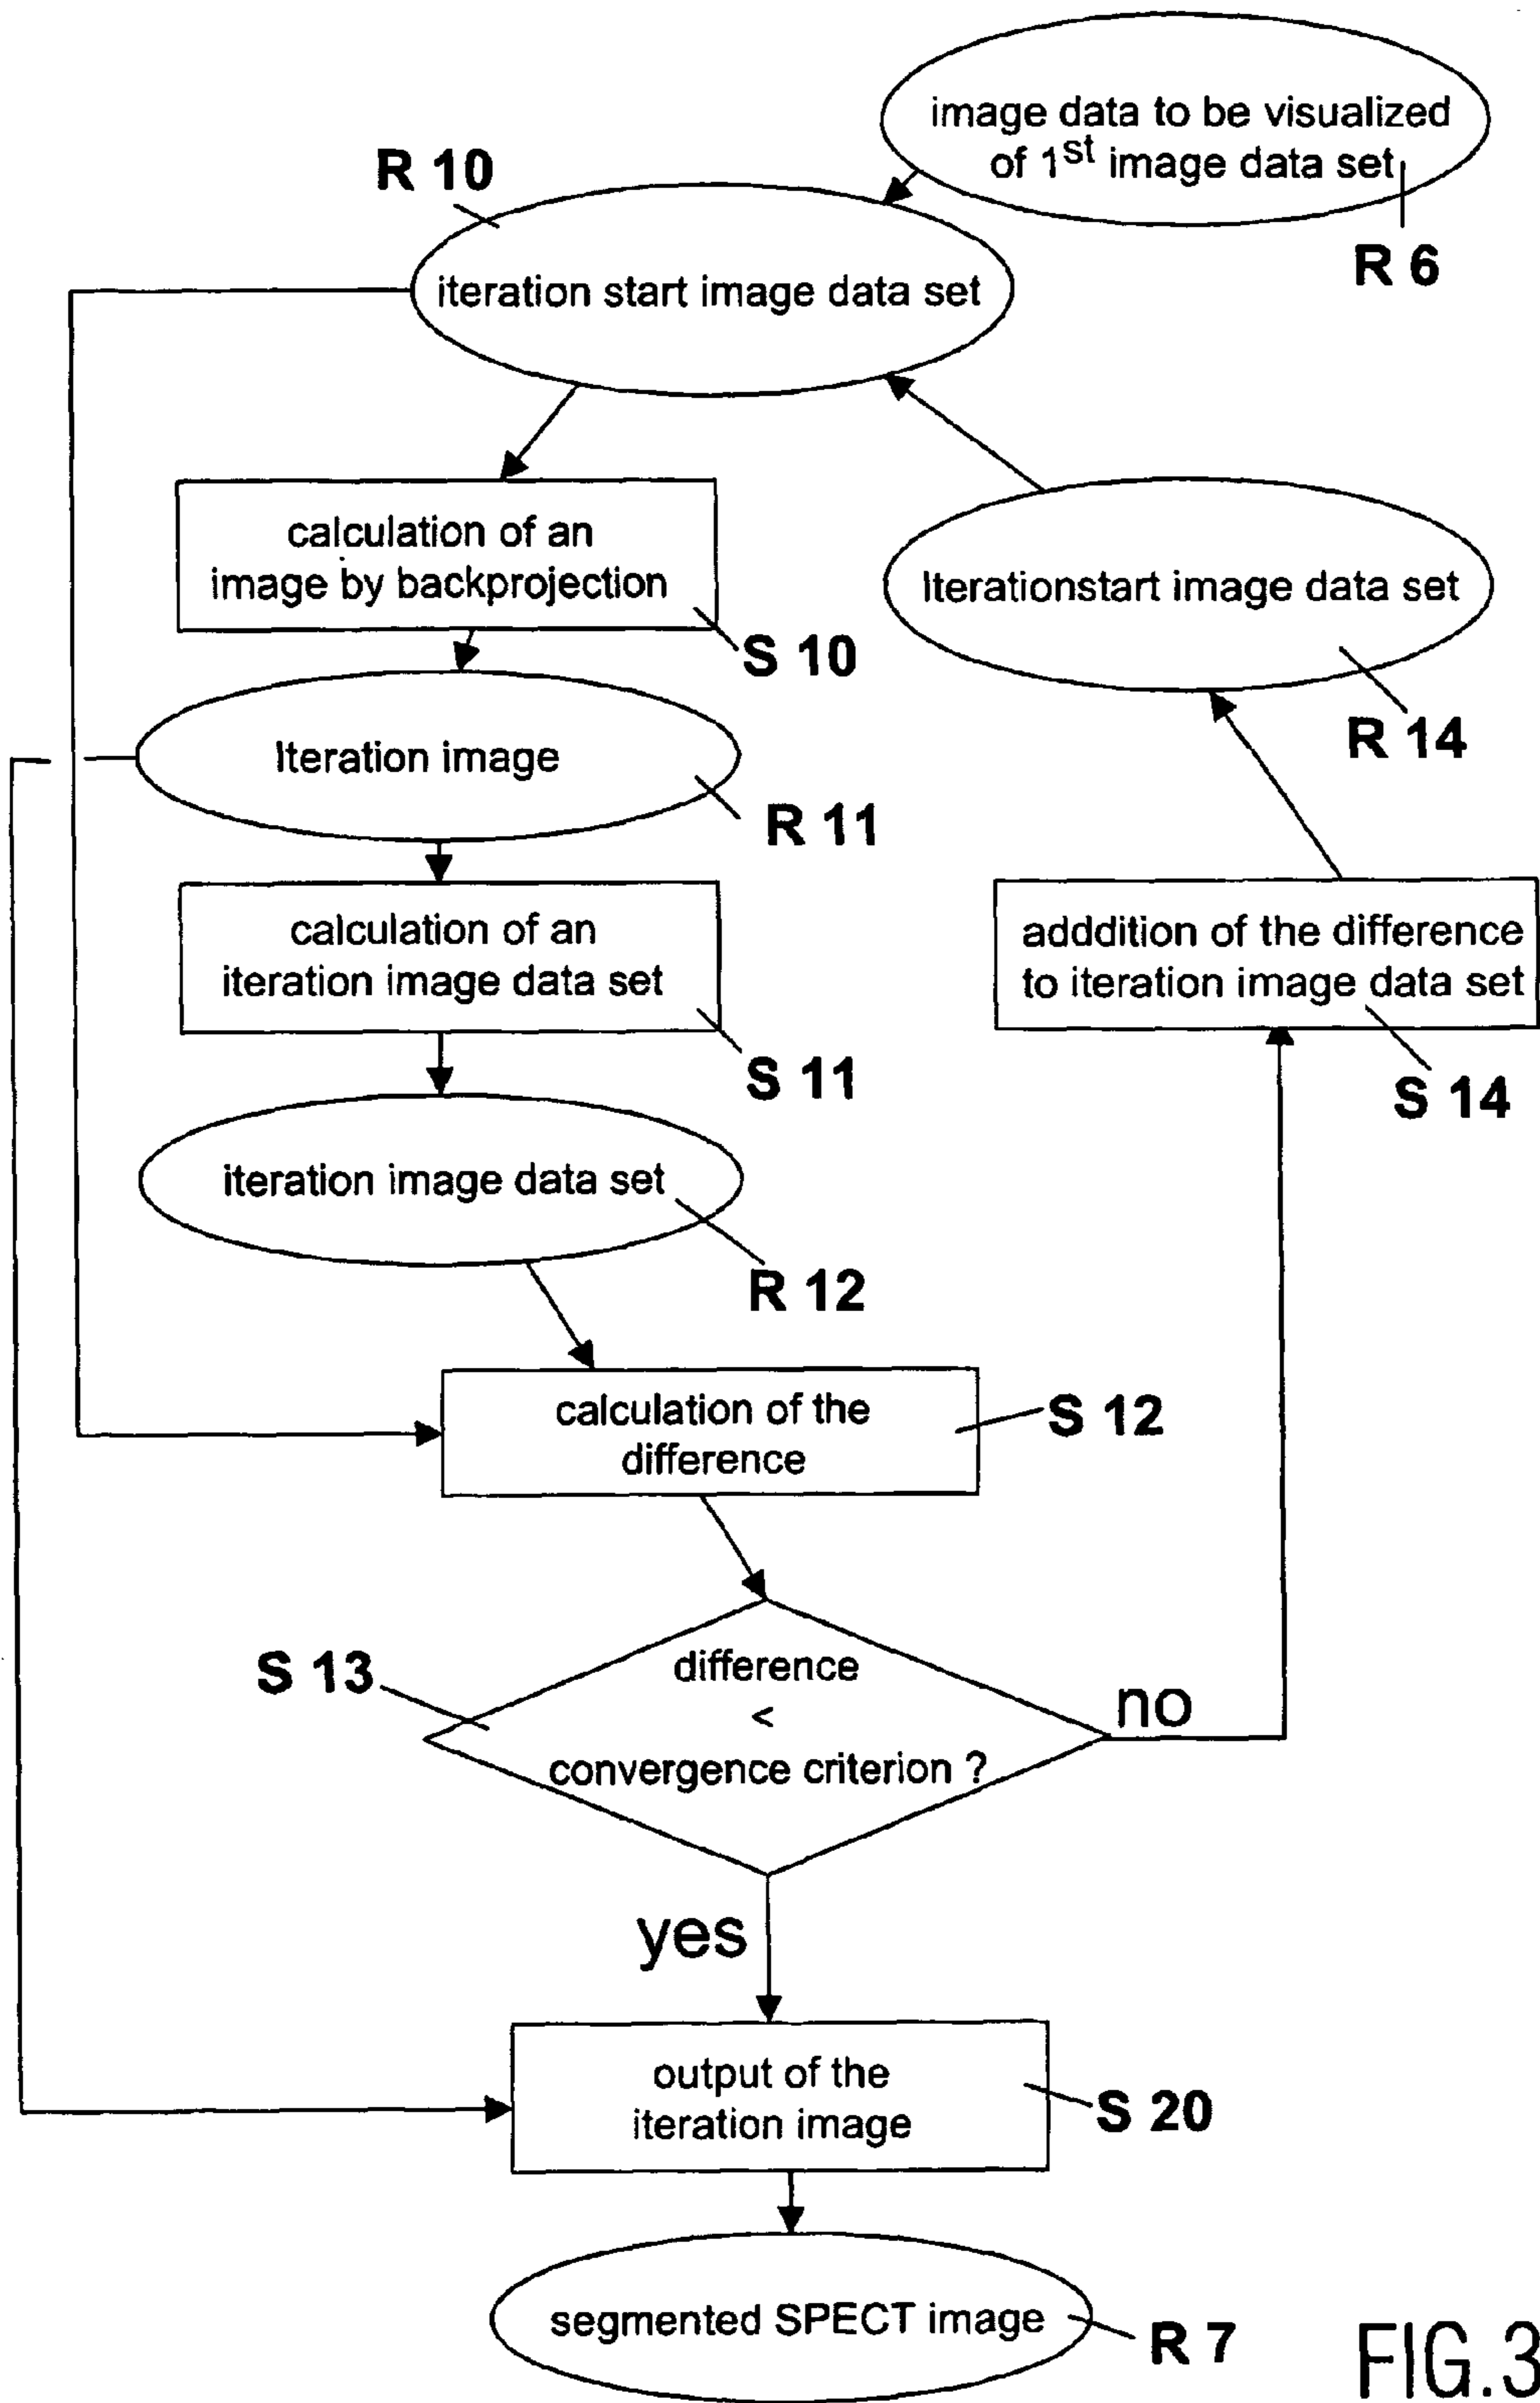 image data to be visualized
of 1st image data set
R 6
R 10
iteration start image data set
calculation of an
image by backprojection
S 10
Iterationstart image data set
R 14
Iteration image
R 11
calculation of an
iteration image data set
S 11
adddition of the difference
to iteration image data set
S 14
iteration image data set
R 12
calculation of the
difference
S 12
S 13
difference
<
convergence criterion ?
no
yes
output of the
iteration image
S 20
segmented SPECT image
R 7
FIG.3